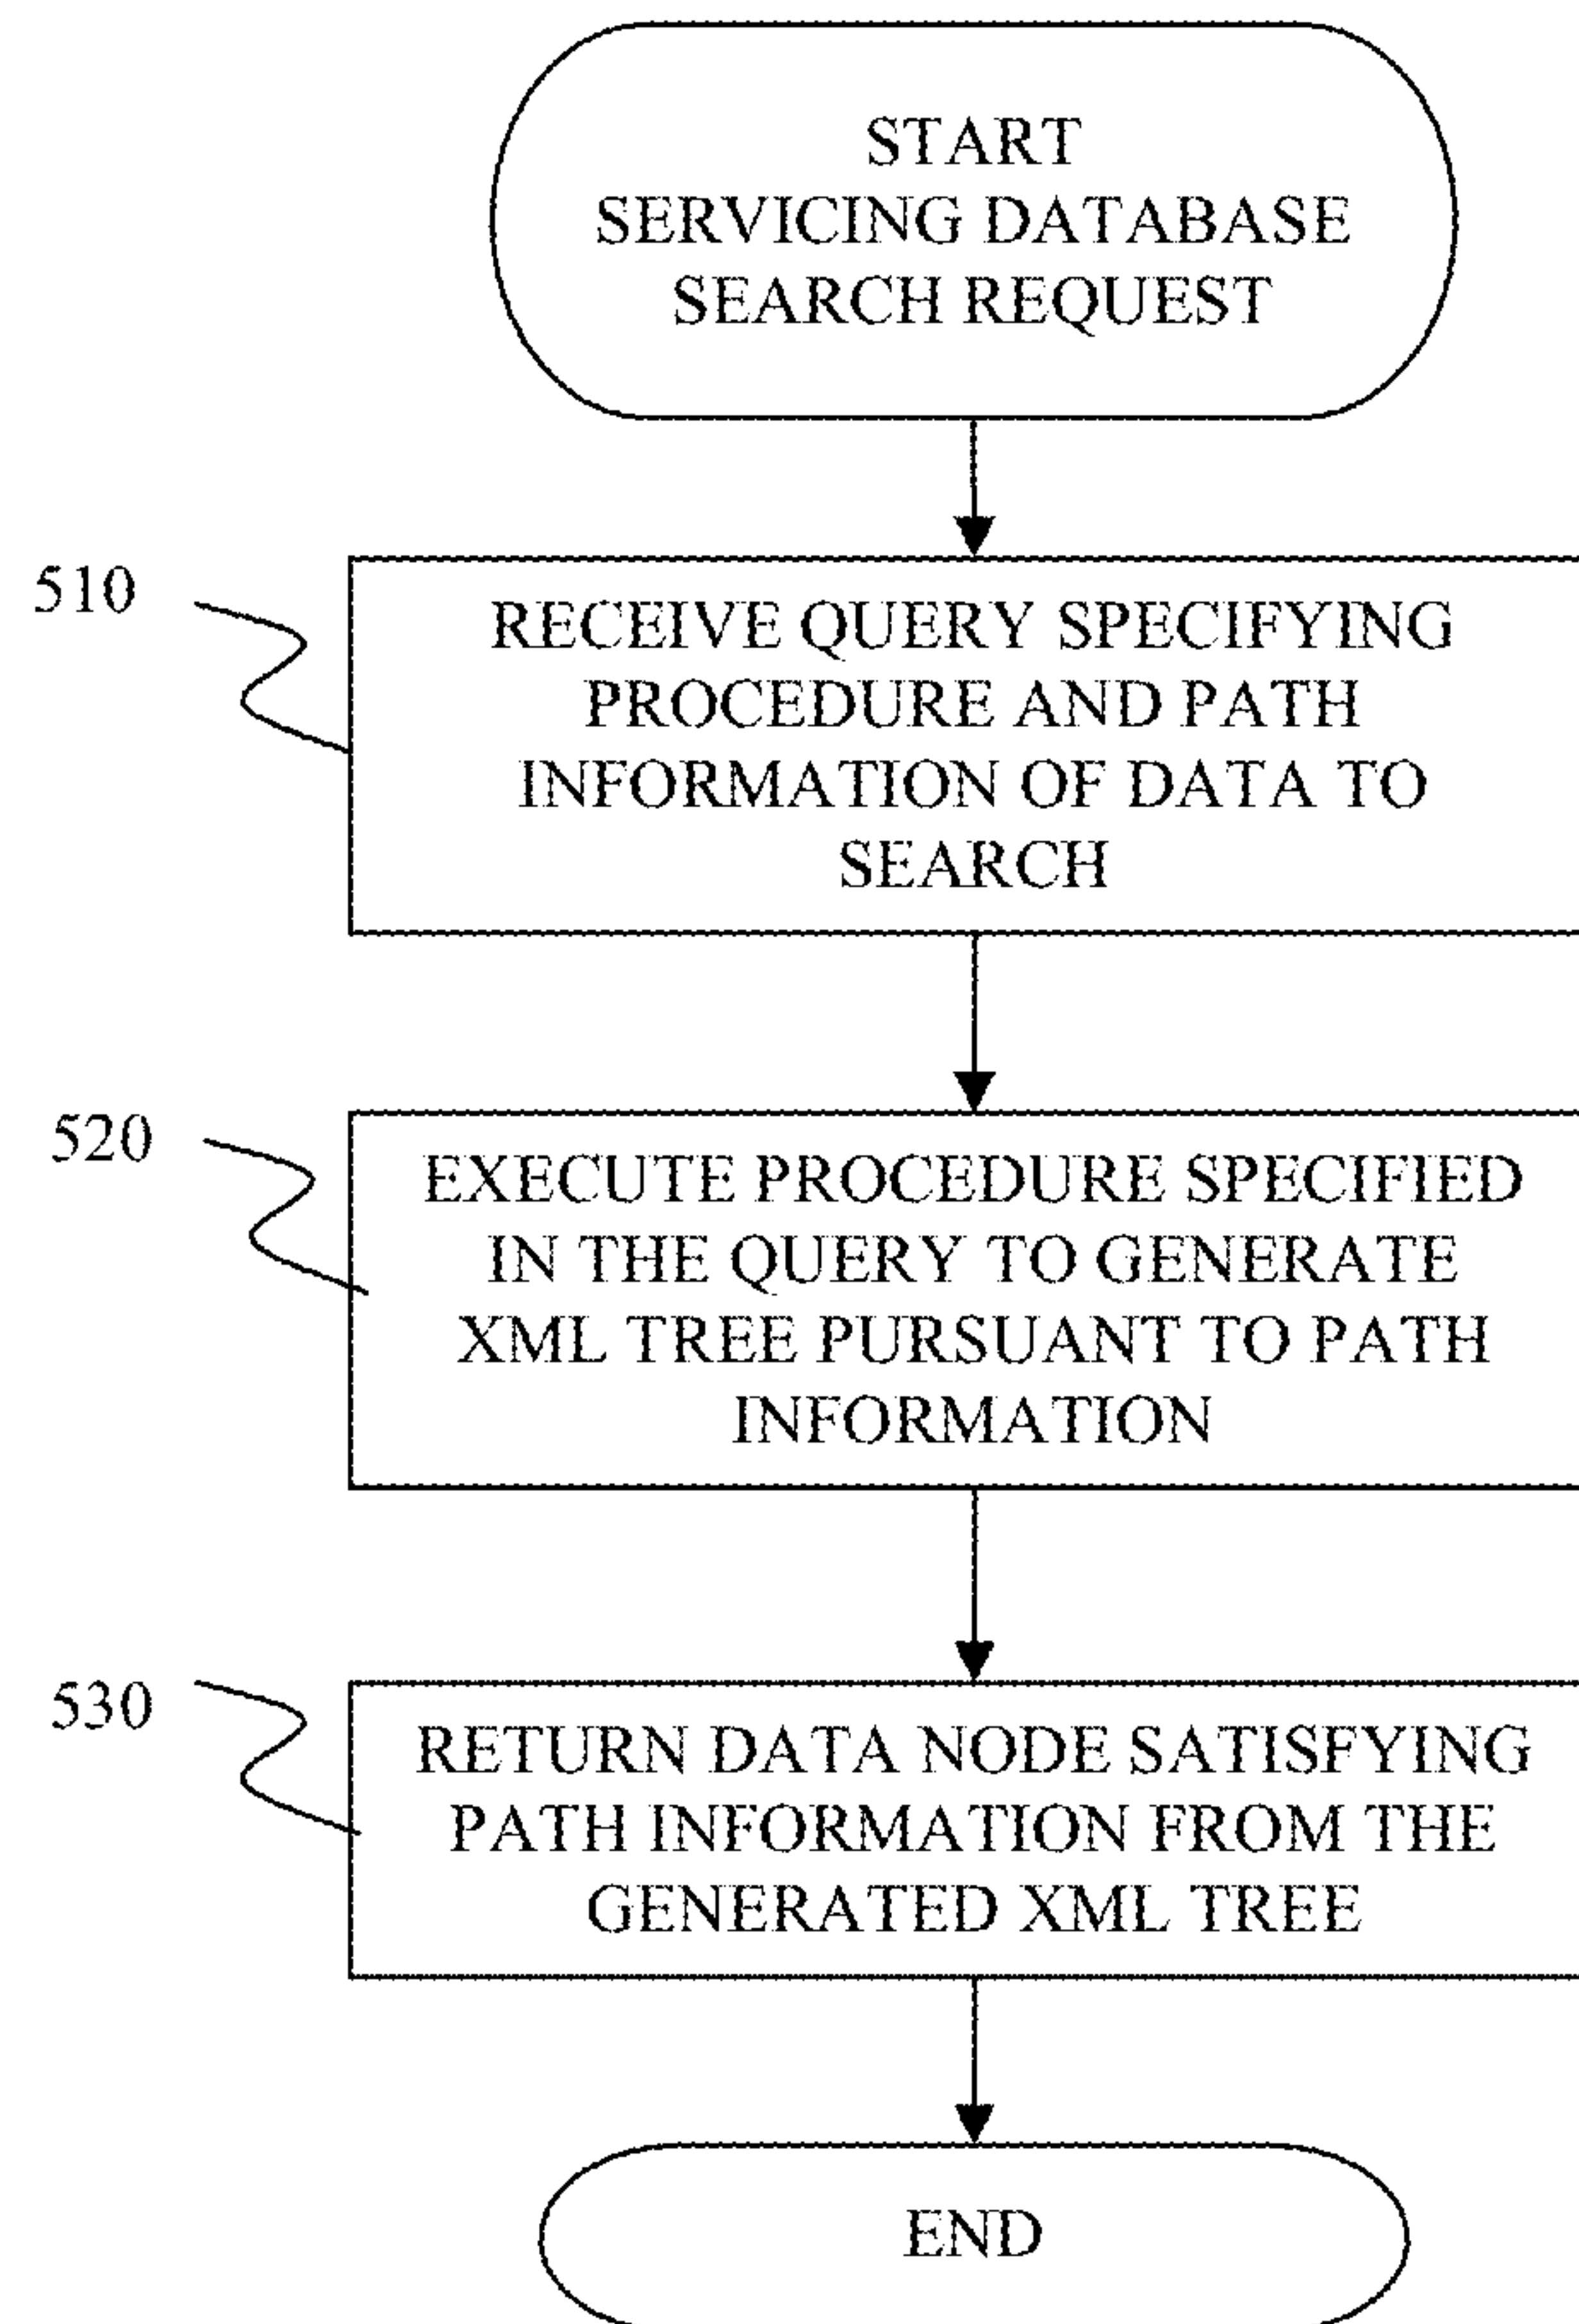 START
SERVICING DATABASE
SEARCH REQUEST
510
RECEIVE QUERY SPECIFYING
PROCEDURE AND PATH
INFORMATION OF DATA TO
SEARCH
520
EXECUTE PROCEDURE SPECIFIED
IN THE QUERY TO GENERATE
XML TREE PURSUANT TO PATH
INFORMATION
530
RETURN DATA NODE SATISFYING
PATH INFORMATION FROM THE
GENERATED XML TREE
END